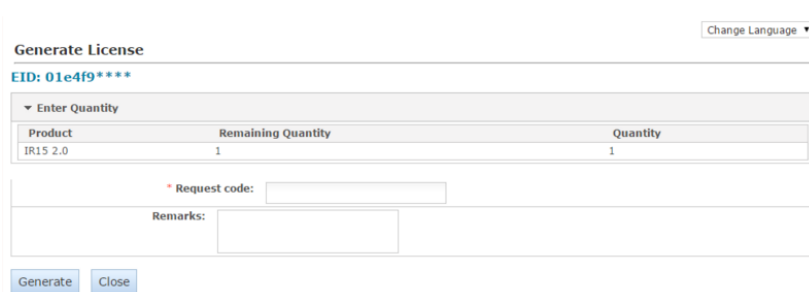 Change Language ▼
Generate License
EID: 01e4f9****
▼ Enter Quantity
Product Remaining Quantity Quantity
IR15 2.0 1 1
* Request code:
Remarks:
Generate Close